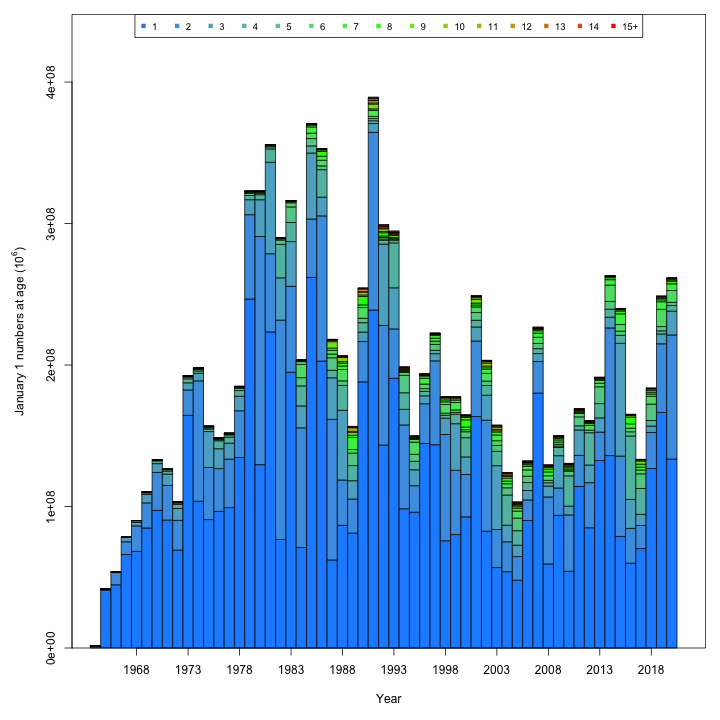 1 2 3 4 5 6 7 8 9 10 11 12 13 14 15+
4e+08
3e+08
2e+08
1e+08
0e+00
January 1 numbers at age (10⁶)
1968 1973 1978 1983 1988 1993 1998 2003 2008 2013 2018
Year